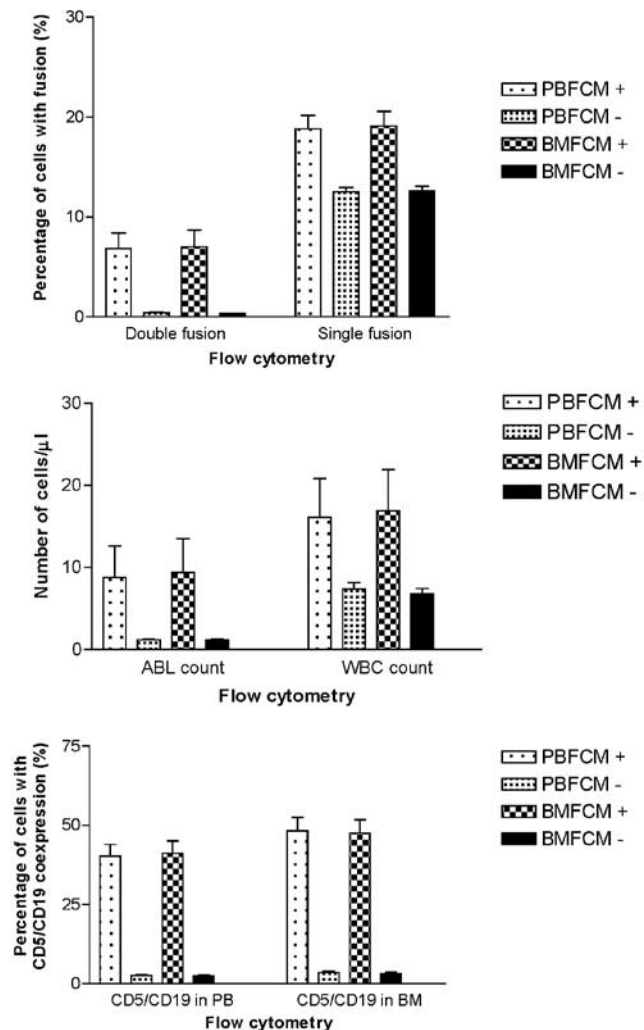 Percentage of cells with fusion (%)
30
20
10
0
Double fusion
Single fusion
Flow cytometry
PBFCM +
PBFCM -
BMFCM +
BMFCM -
Number of cells/µl
30
20
10
0
ABL count
WBC count
Flow cytometry
PBFCM +
PBFCM -
BMFCM +
BMFCM -
Percentage of cells with
CD5/CD19 coexpression (%)
75
50
25
0
CD5/CD19 in PB
CD5/CD19 in BM
Flow cytometry
PBFCM +
PBFCM -
BMFCM +
BMFCM -